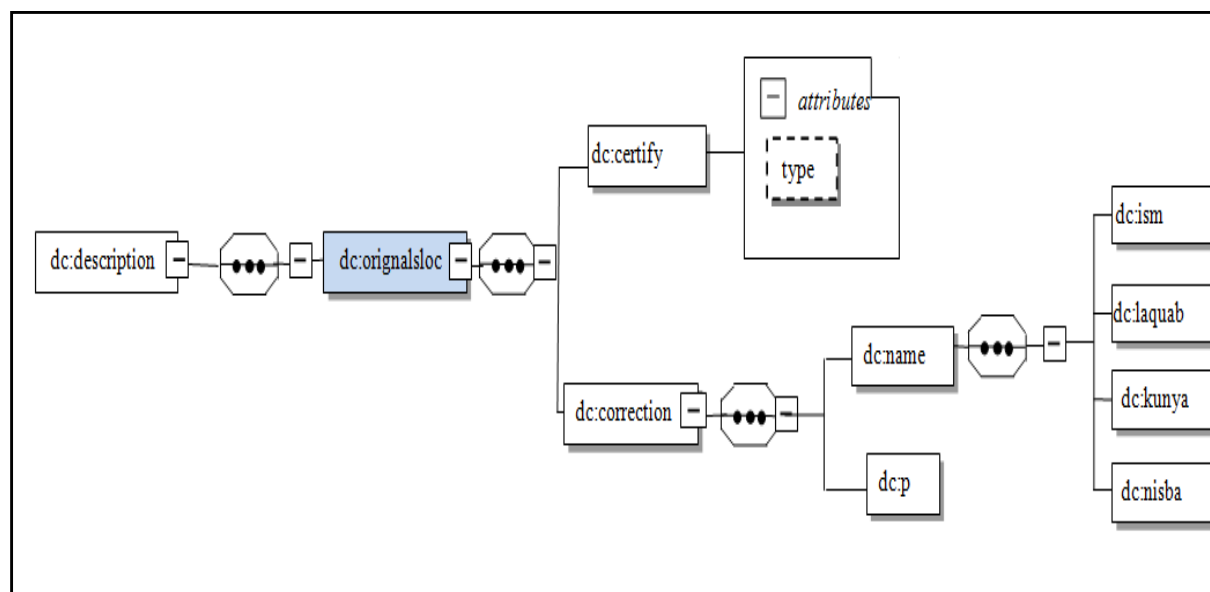 dc:description
dc:orignalsloc
dc:certify
attributes
type
dc:correction
dc:name
dc:p
dc:ism
dc:laquab
dc:kunya
dc:nisba